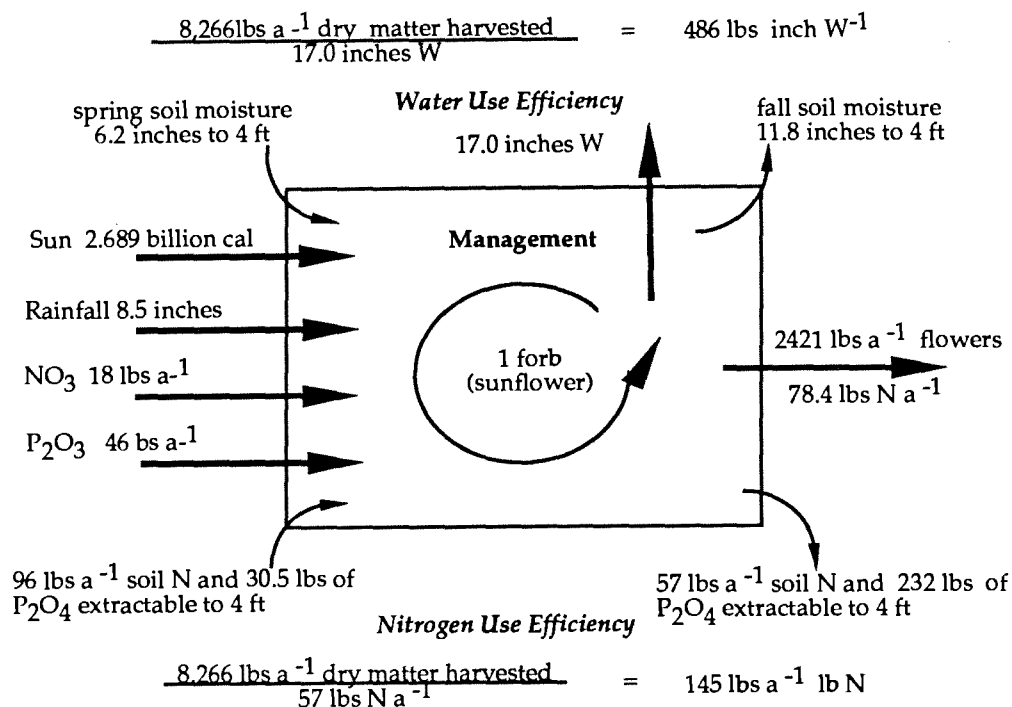 8,266lbs a -1 dry matter harvested = 486 lbs inch W-1
17.0 inches W
spring soil moisture
6.2 inches to 4 ft
Water Use Efficiency
17.0 inches W
fall soil moisture
11.8 inches to 4 ft
Sun 2.689 billion cal
Management
Rainfall 8.5 inches
NO3 18 lbs a-1
P2O3 46 bs a-1
1 forb
(sunflower)
2421 lbs a -1 flowers
78.4 lbs N a -1
96 lbs a -1 soil N and 30.5 lbs of
P2O4 extractable to 4 ft
57 lbs a -1 soil N and 232 lbs of
P2O4 extractable to 4 ft
Nitrogen Use Efficiency
8,266 lbs a -1 dry matter harvested = 145 lbs a -1 lb N
57 lbs N a -1